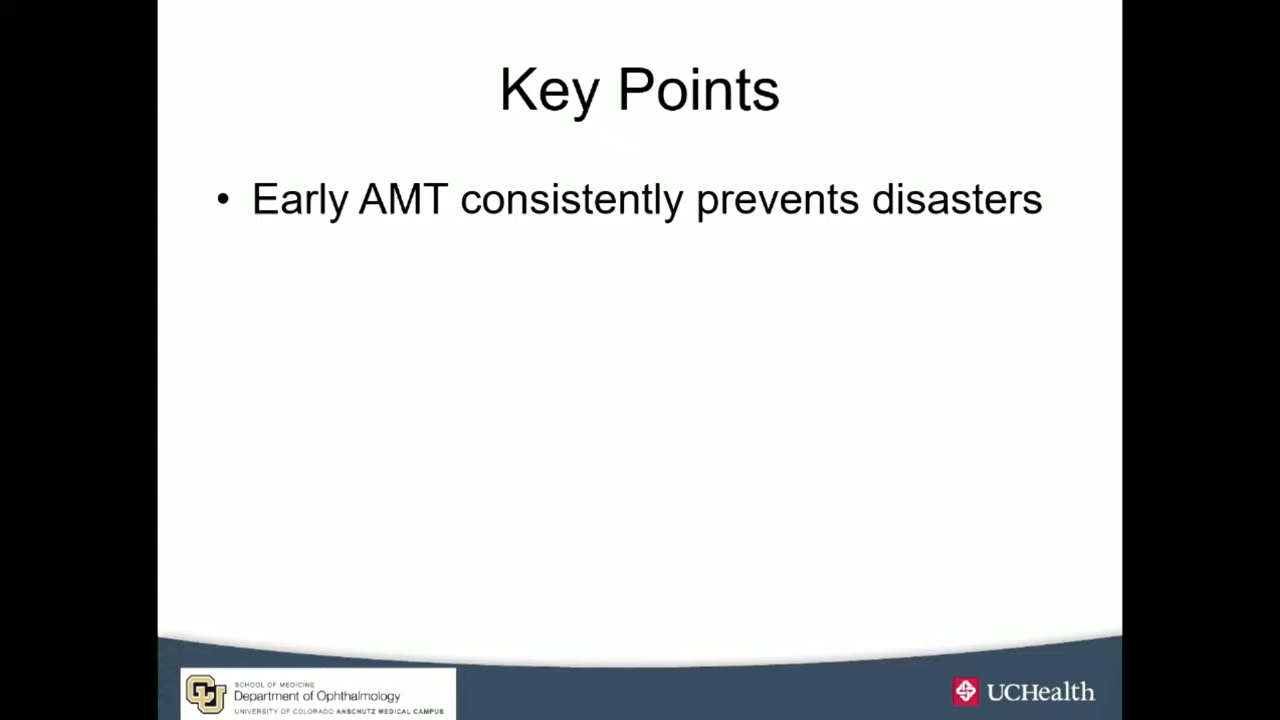 Key Points
• Early AMT consistently prevents disasters
SCHOOL OF MEDICINE
Department of Ophthalmology
UNIVERSITY OF COLORADO ANSCHUTZ MEDICAL CAMPUS
UCHealth